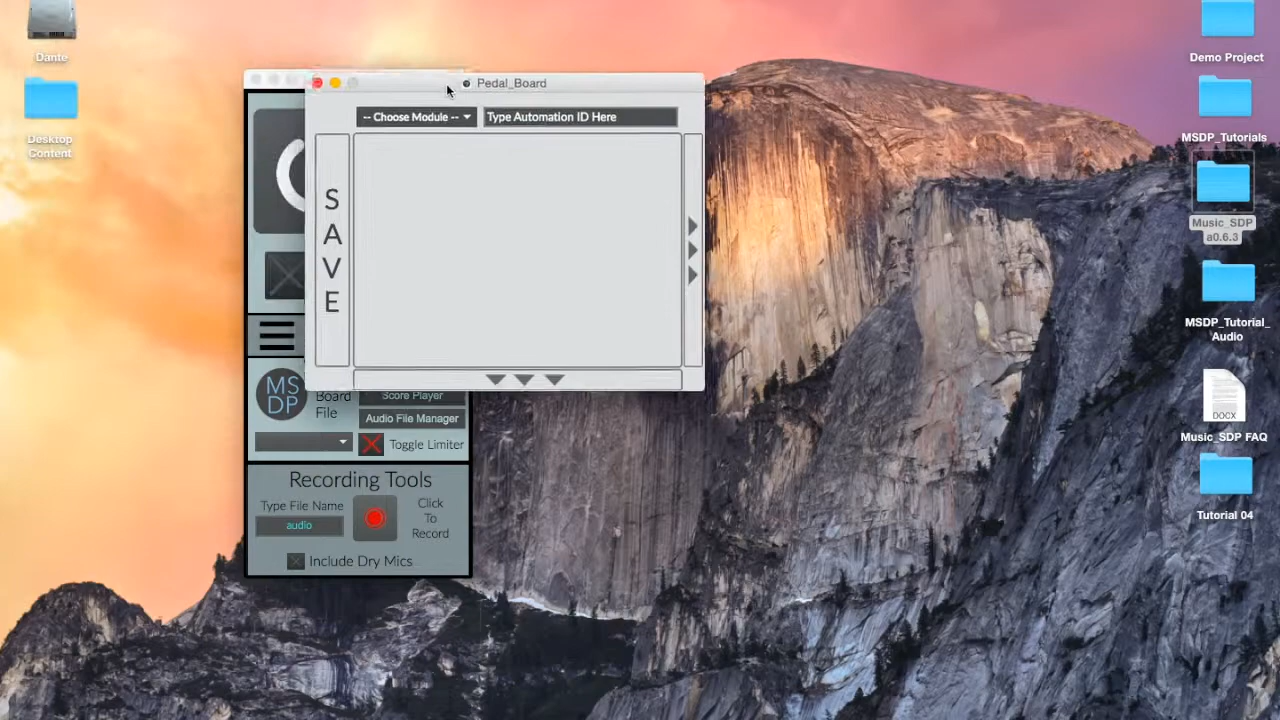 Dante
Desktop
Content
Pedal_Board
-- Choose Module --
Type Automation ID Here
S
A
V
E
MS
DP
Board
File
Score Player
Audio File Manager
Toggle Limiter
Recording Tools
Type File Name
audio
Click
To
Record
Include Dry Mics
Demo Project
MSDP_Tutorials
Music_SDP
a0.6.3
MSDP_Tutorial_
Audio
DOCX
Music_SDP FAQ
Tutorial 04